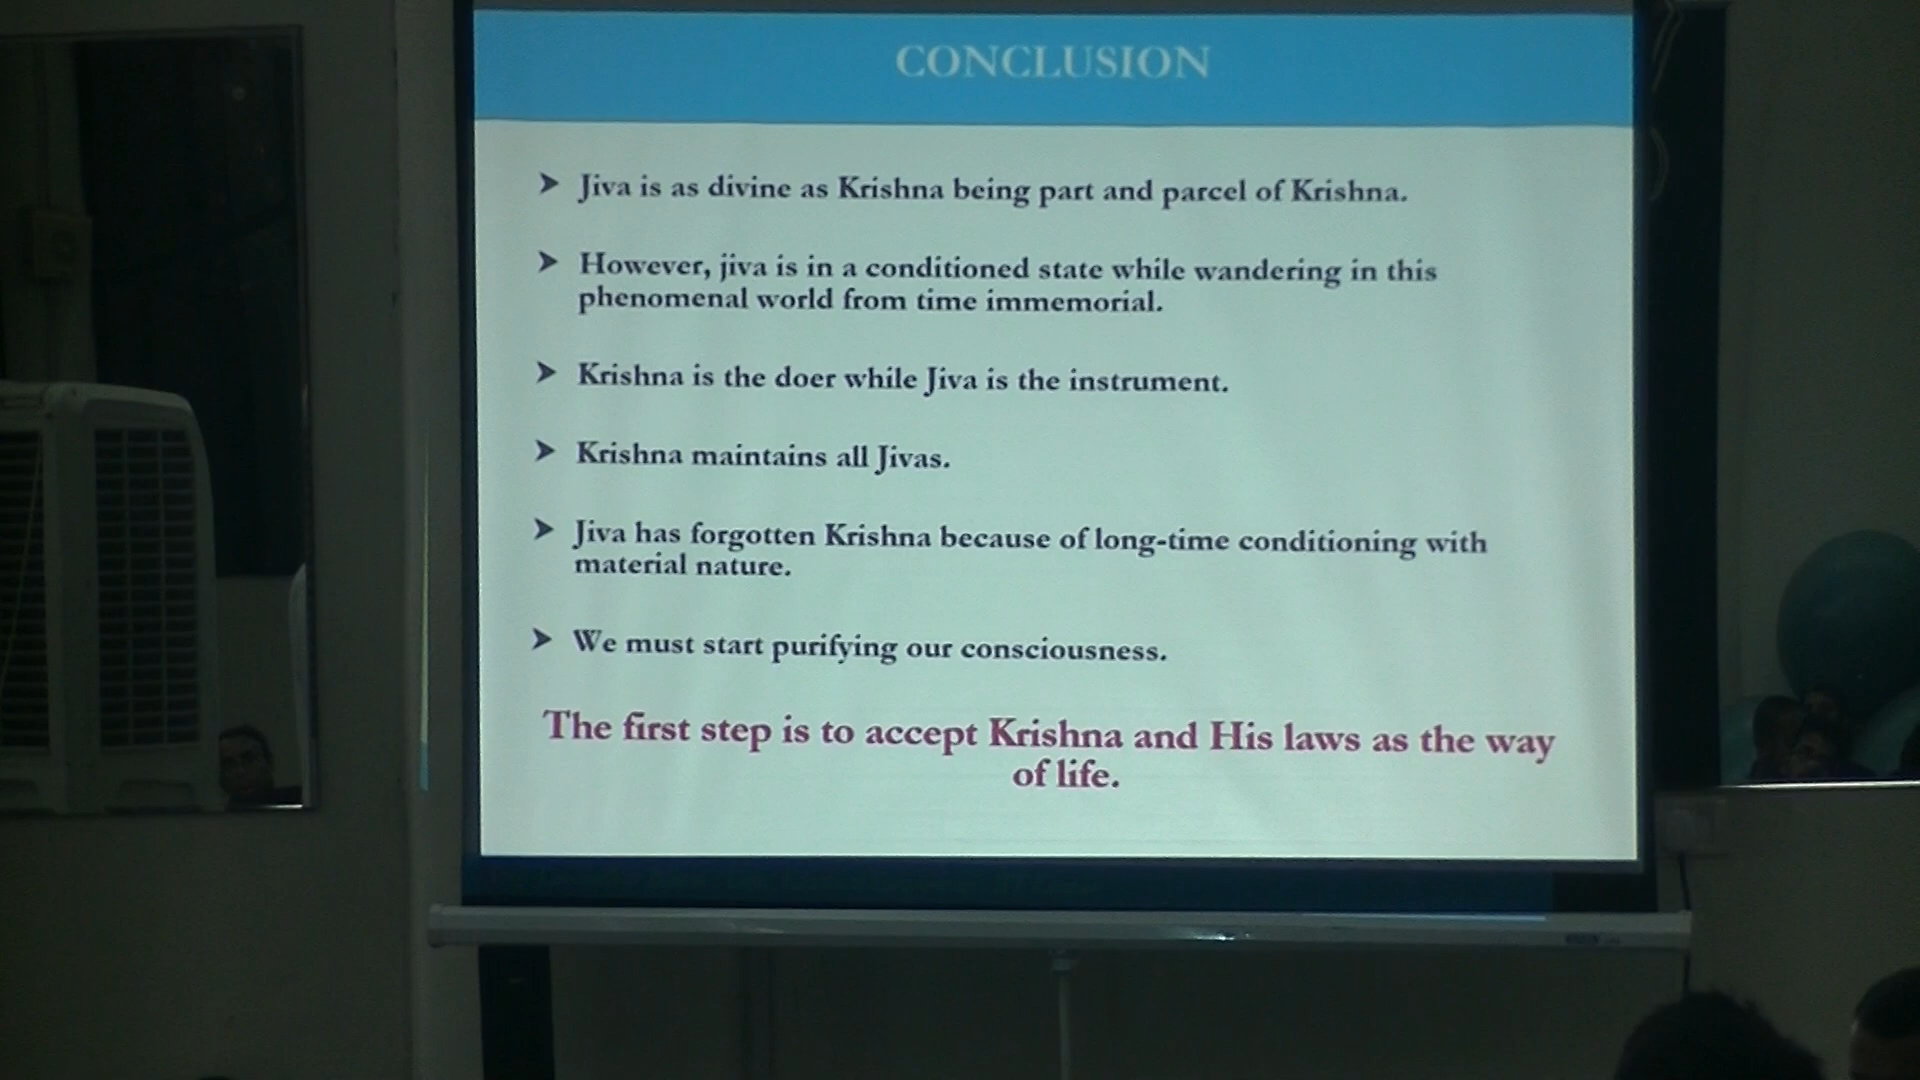 CONCLUSION
➤ Jiva is as divine as Krishna being part and parcel of Krishna.
➤ However, jiva is in a conditioned state while wandering in this
phenomenal world from time immemorial.
➤ Krishna is the doer while Jiva is the instrument.
➤ Krishna maintains all Jivas.
➤ Jiva has forgotten Krishna because of long-time conditioning with
material nature.
➤ We must start purifying our consciousness.
The first step is to accept Krishna and His laws as the way
of life.